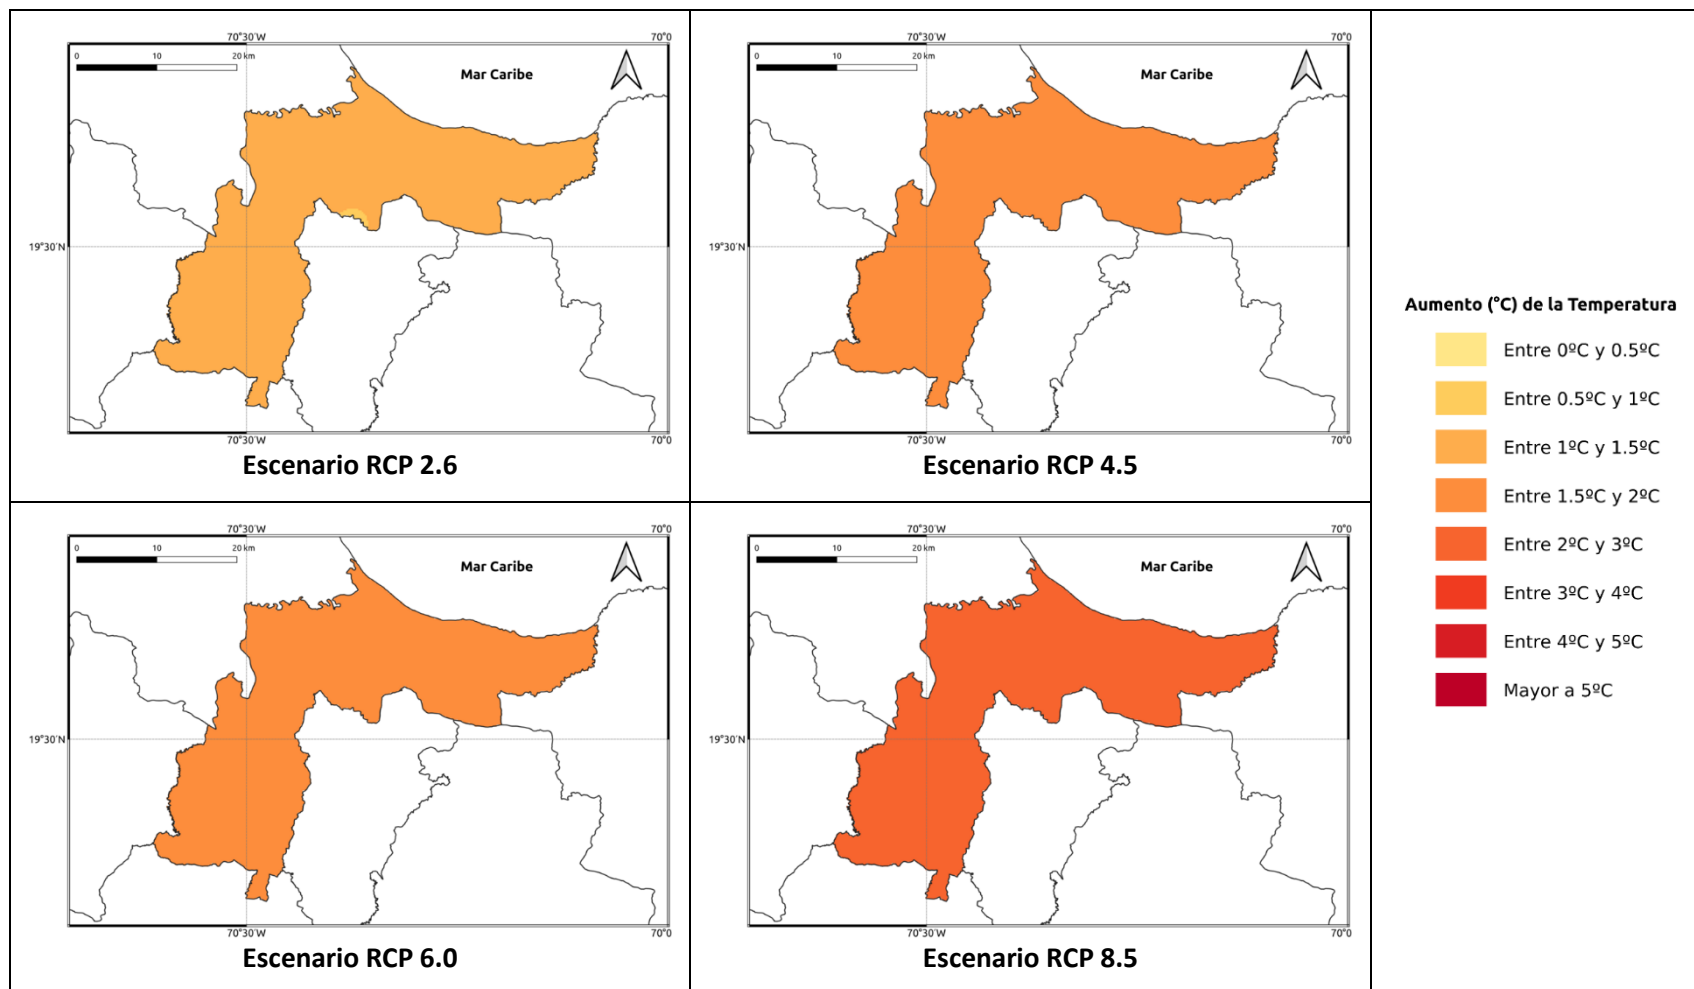 70°30′W 70°0
0 10 20 km
Mar Caribe
19°30′N
70°30′W 70°0
Escenario RCP 2.6
70°30′W 70°0
0 10 20 km
Mar Caribe
19°30′N
70°30′W 70°0
Escenario RCP 4.5
70°30′W 70°0
0 10 20 km
Mar Caribe
19°30′N
70°30′W 70°0
Escenario RCP 6.0
70°30′W 70°0
0 10 20 km
Mar Caribe
19°30′N
70°30′W 70°0
Escenario RCP 8.5
Aumento (°C) de la Temperatura
Entre 0ºC y 0.5ºC
Entre 0.5ºC y 1ºC
Entre 1ºC y 1.5ºC
Entre 1.5ºC y 2ºC
Entre 2ºC y 3ºC
Entre 3ºC y 4ºC
Entre 4ºC y 5ºC
Mayor a 5ºC